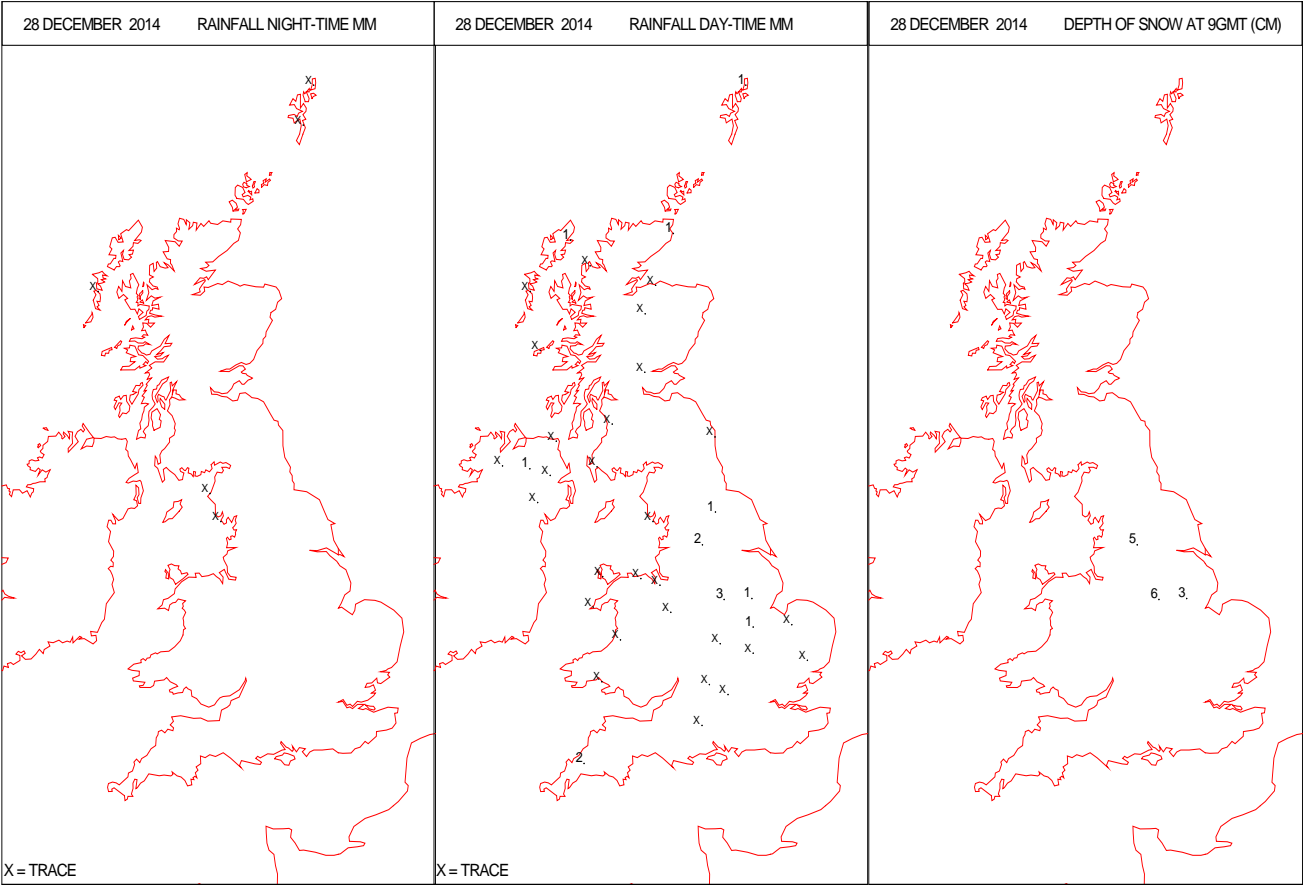 28 DECEMBER 2014 RAINFALL NIGHT-TIME MM
X.
X.
X.
X.
X.
X = TRACE
28 DECEMBER 2014 RAINFALL DAY-TIME MM
1.
1.
1.
X.
X.
X.
X.
X.
X.
X.
X.
X.
X. 1. X.
X.
X.
1.
X.
2.
X. X.
X.
3. 1.
X. X.
X.
1.
X. X.
X.
X.
X. X.
X.
X.
2.
X = TRACE
28 DECEMBER 2014 DEPTH OF SNOW AT 9GMT (CM)
5.
6. 3.